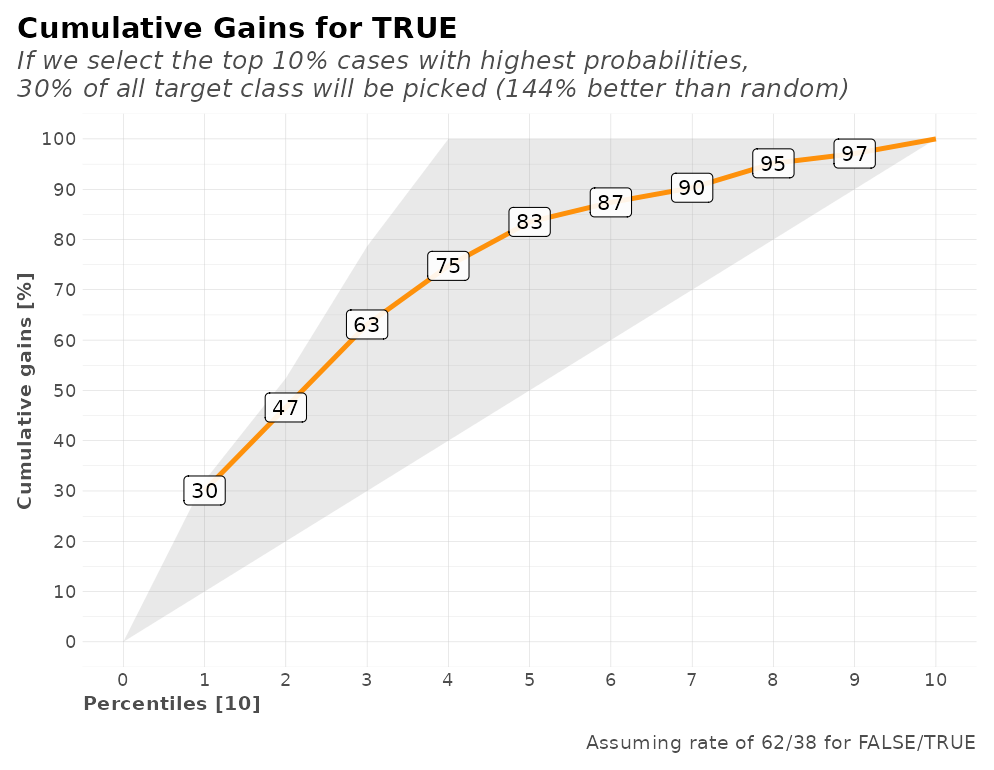 Cumulative Gains for TRUE
If we select the top 10% cases with highest probabilities,
30% of all target class will be picked (144% better than random)
Cumulative gains [%]
100
90
80
70
60
50
40
30
20
10
0
30
47
63
75
83
87
90
95
97
0 1 2 3 4 5 6 7 8 9 10
Percentiles [10]
Assuming rate of 62/38 for FALSE/TRUE